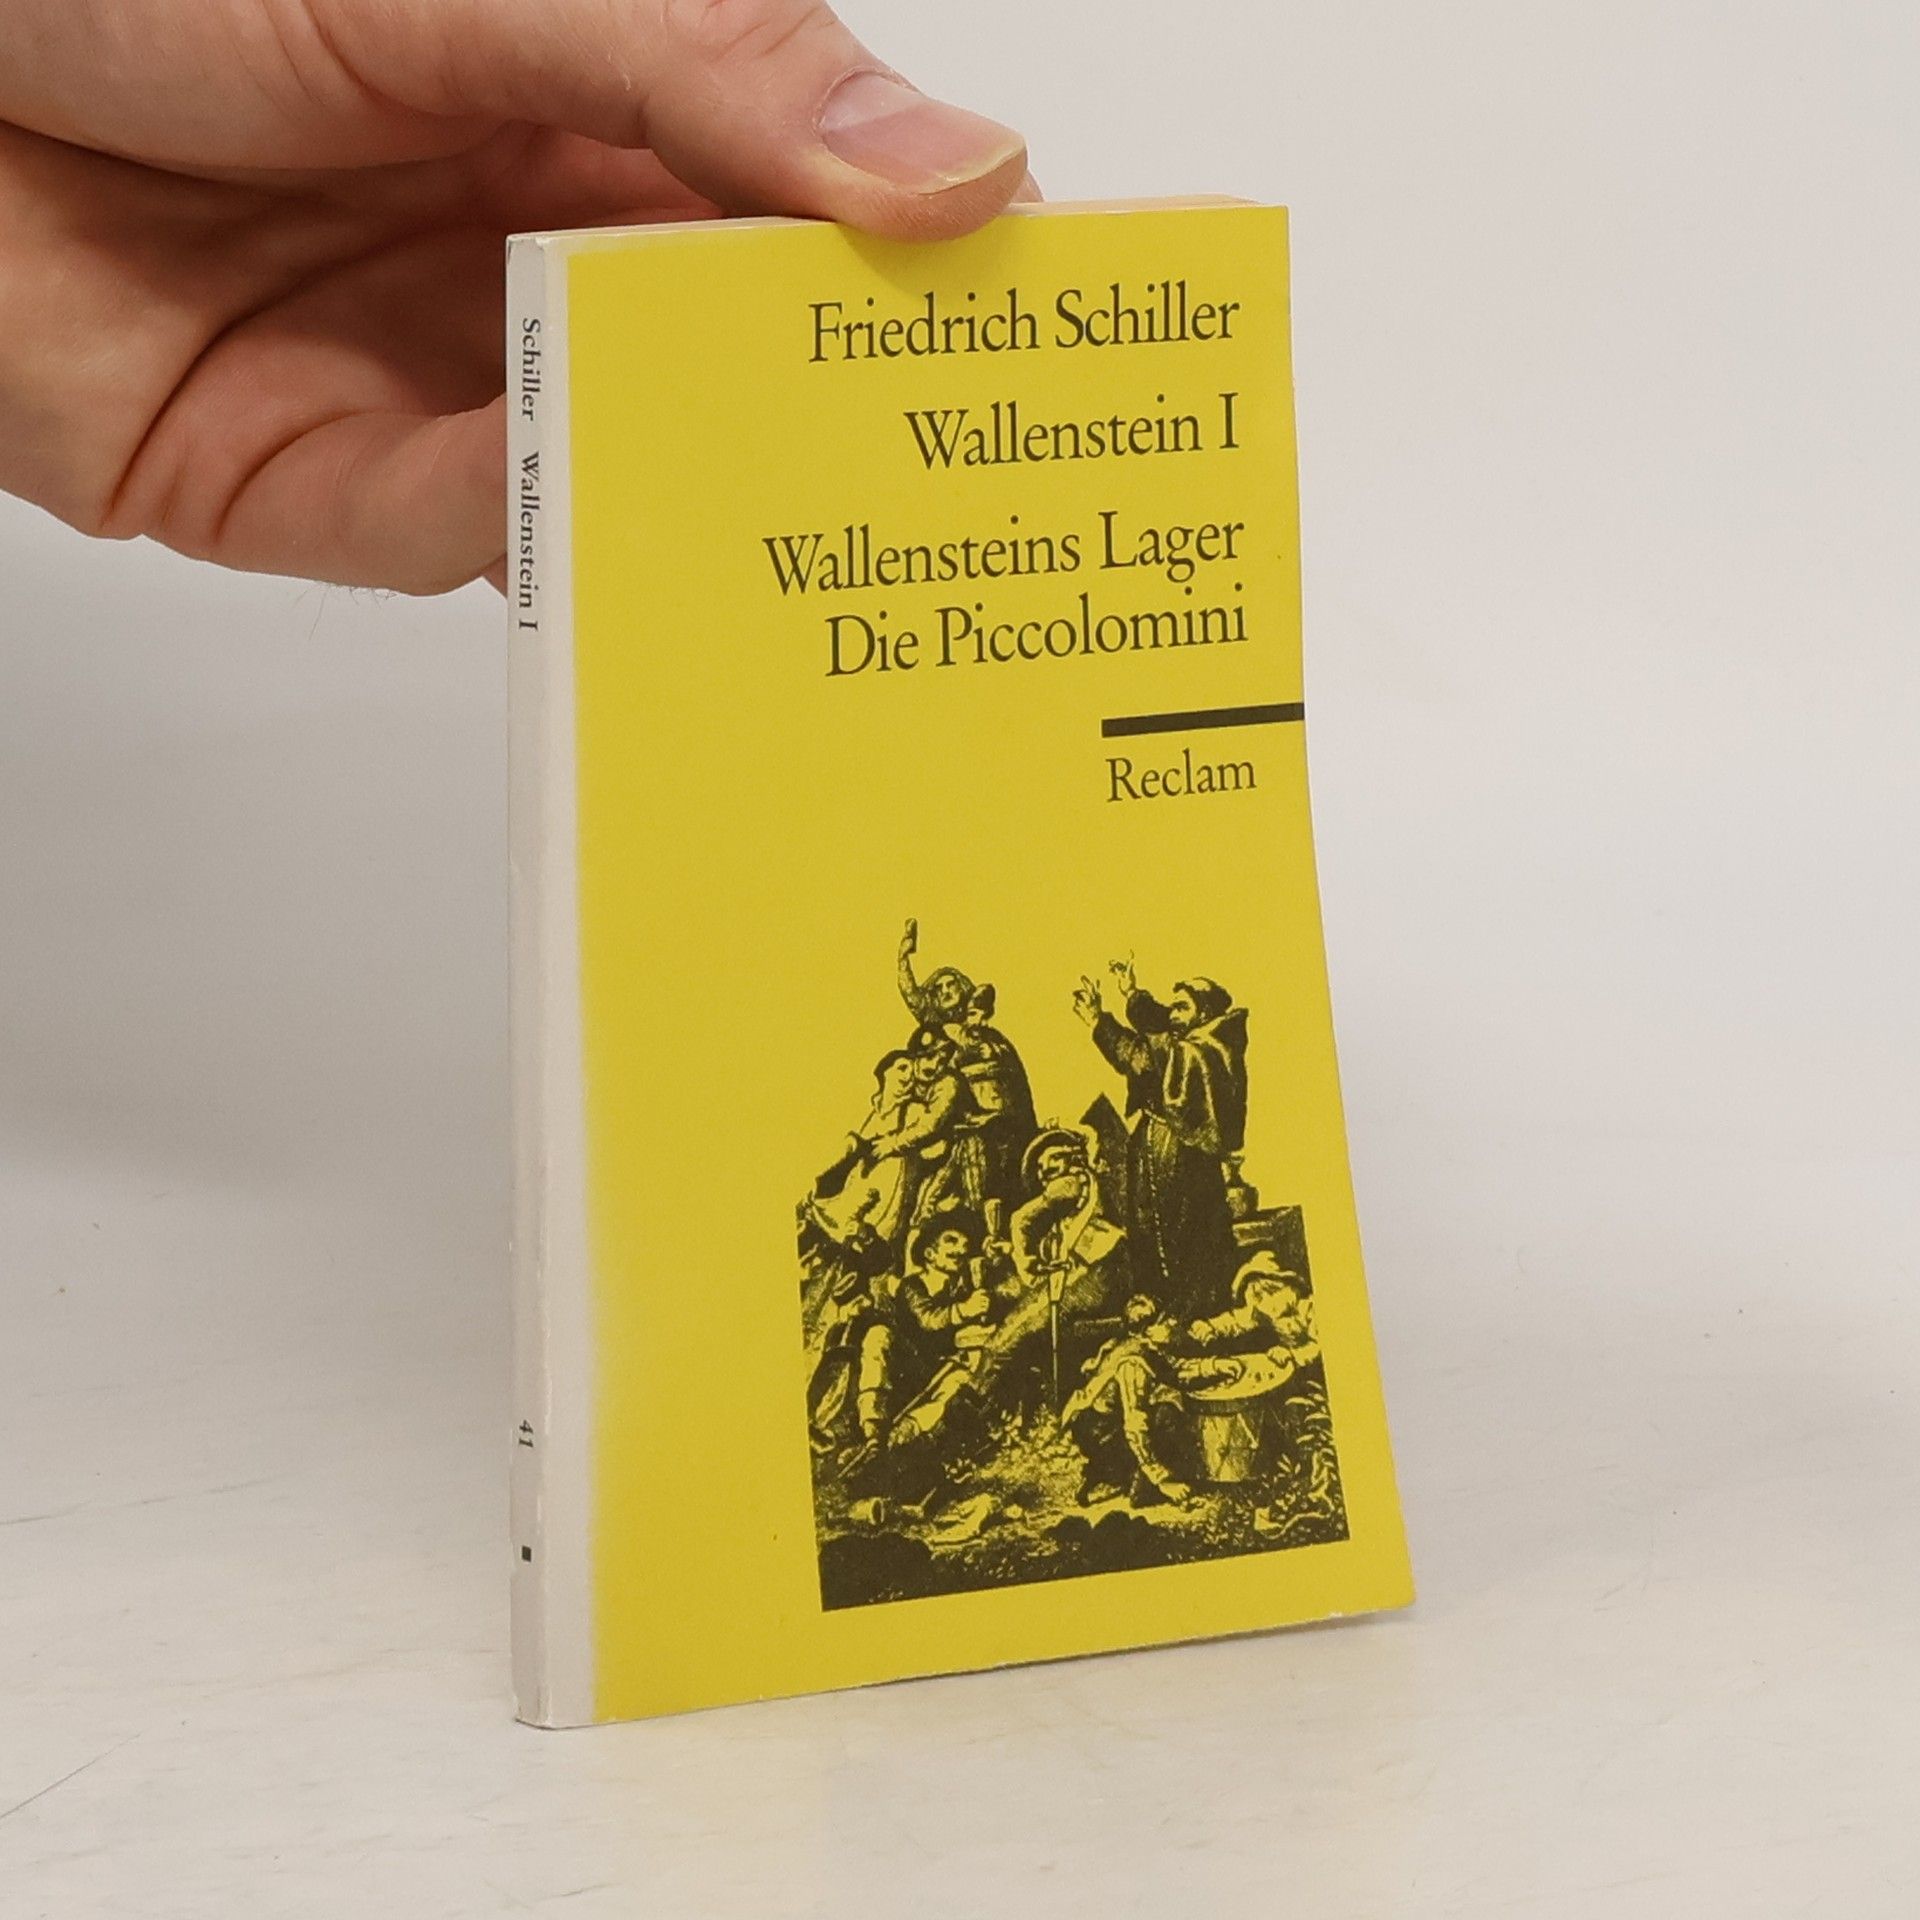 Friedrich Schiller
Wallenstein I
Wallensteins Lager
Die Piccolomini
Reclam
Schiller Wallenstein I
41